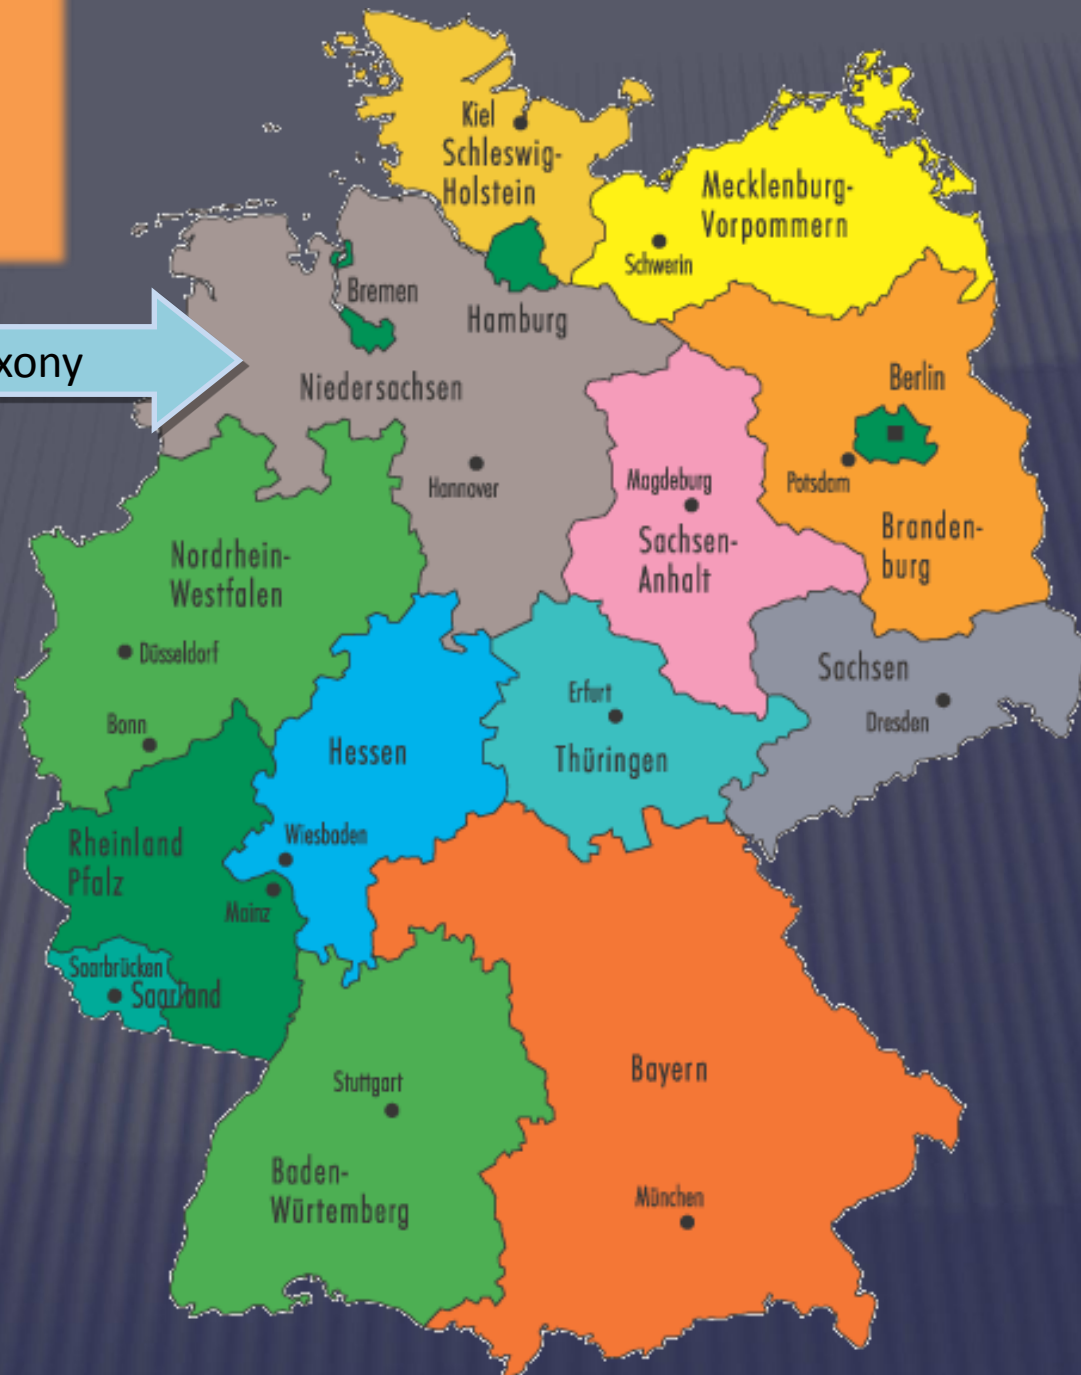 Kiel
Schleswig-
Holstein
Mecklenburg-
Vorpommern
Schwerin
Bremen
Hamburg
xony
Niedersachsen
Berlin
Hannover
Magdeburg
Potsdam
Sachsen-
Anhalt
Branden-
burg
Nordrhein-
Westfalen
Düsseldorf
Sachsen
Dresden
Bonn
Erfurt
Hessen
Thüringen
Rheinland
Pfalz
Wiesbaden
Mainz
Saarbrücken
Saarland
Stuttgart
Bayern
Baden-
Würtemberg
München